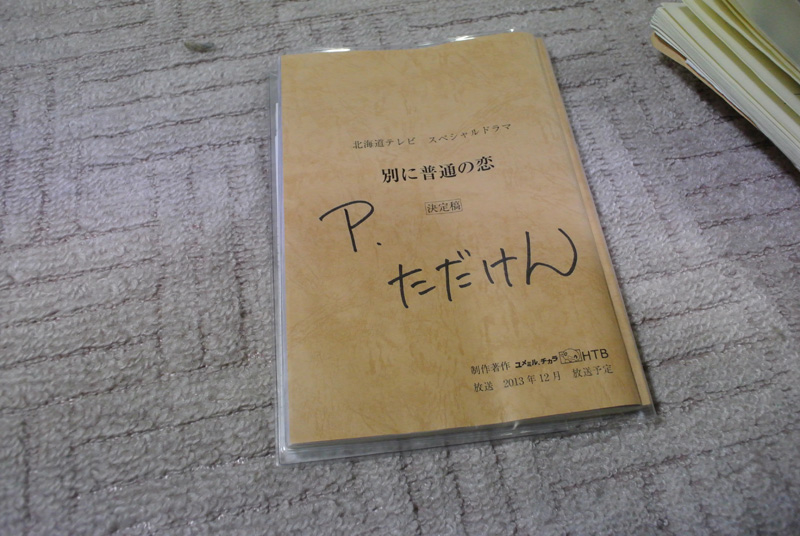 北海道テレビ スペシャルドラマ
別に普通の恋
決定稿
P.
ただけん
制作著作 ユメミル、チカラ HTB
放送 2013年12月 放送予定